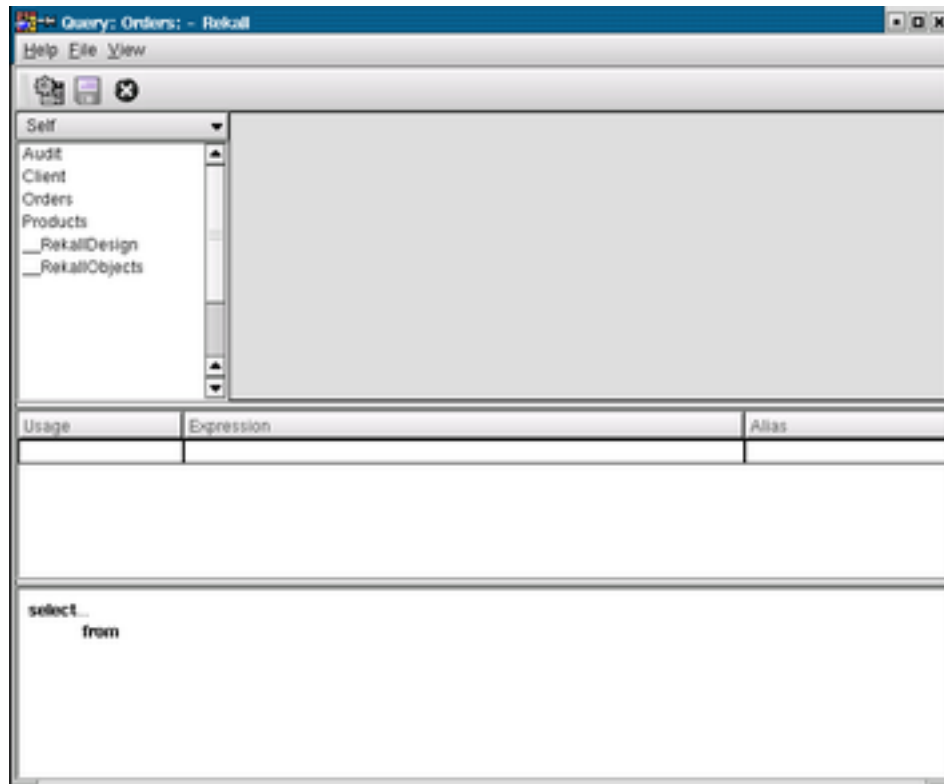 Query: Orders: - Rekall
Help File View
Self
Audit
Client
Orders
Products
__RekallDesign
__RekallObjects
Usage Expression Alias
select...
from